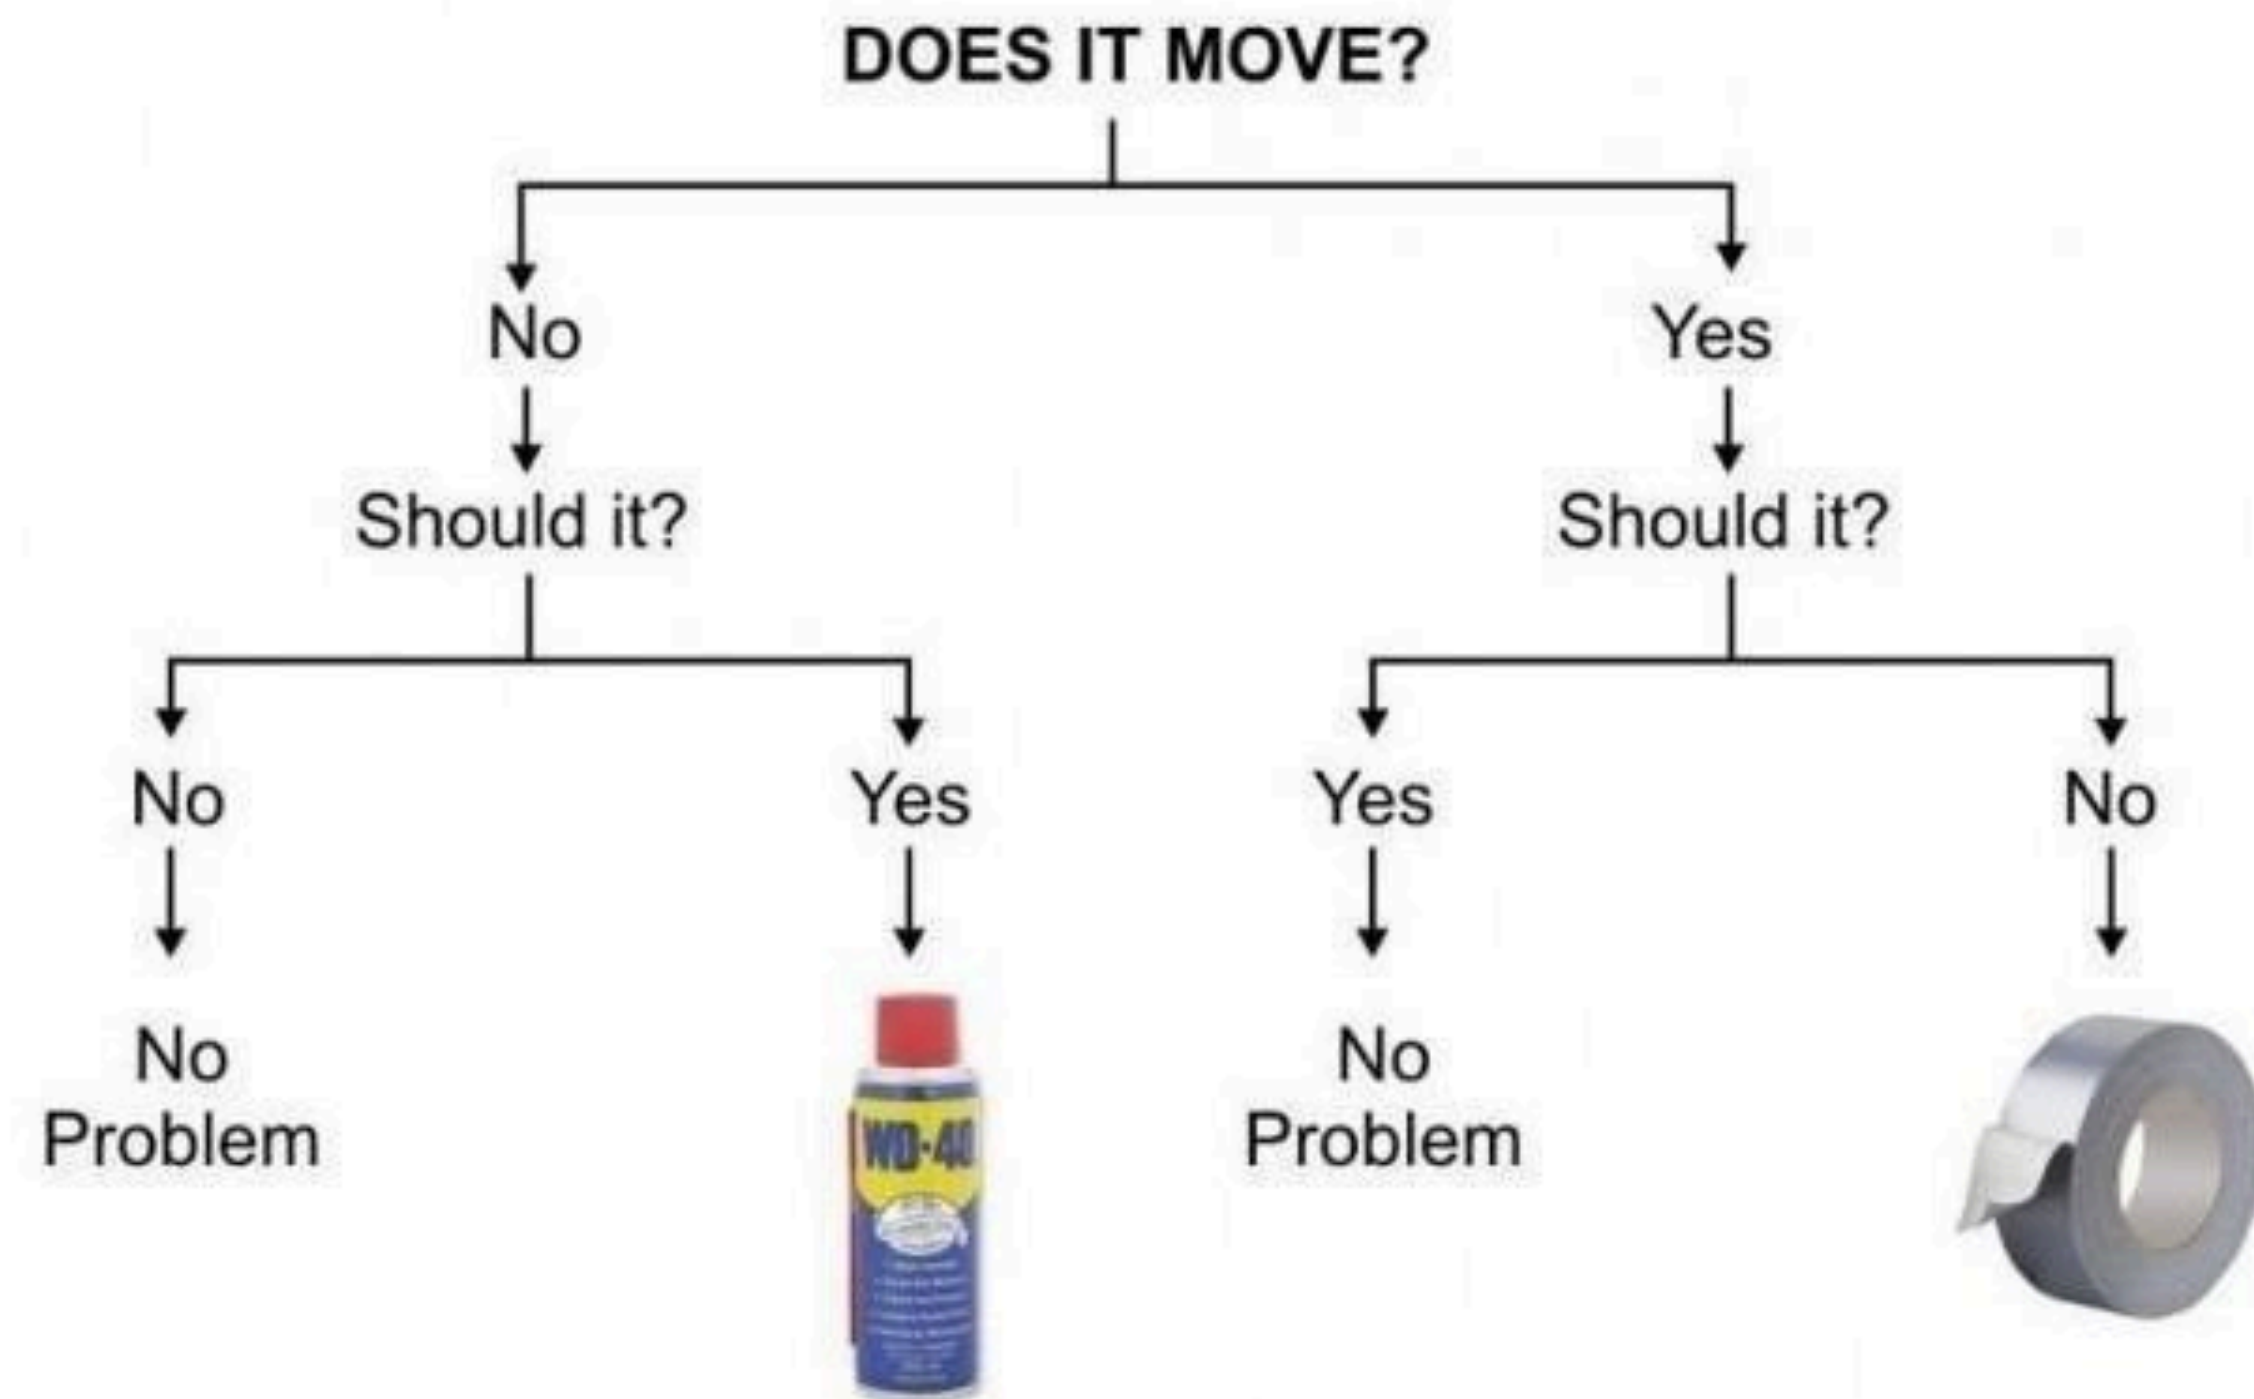 DOES IT MOVE?
No
Yes
Should it?
Should it?
No
Yes
Yes
No
No
Problem
WD-40
No
Problem